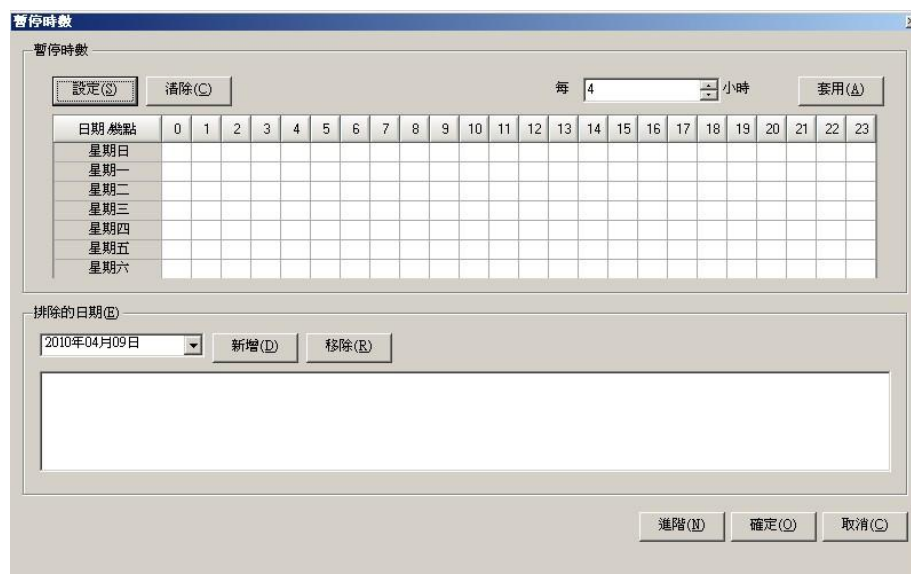 暫停時數
暫停時數
設定(S) 清除(C) 每 4 小時 套用(A)
日期/幾點 0 1 2 3 4 5 6 7 8 9 10 11 12 13 14 15 16 17 18 19 20 21 22 23
星期日
星期一
星期二
星期三
星期四
星期五
星期六
排除的日期(E)
2010年04月09日 新增(D) 移除(R)
進階(N) 確定(O) 取消(C)